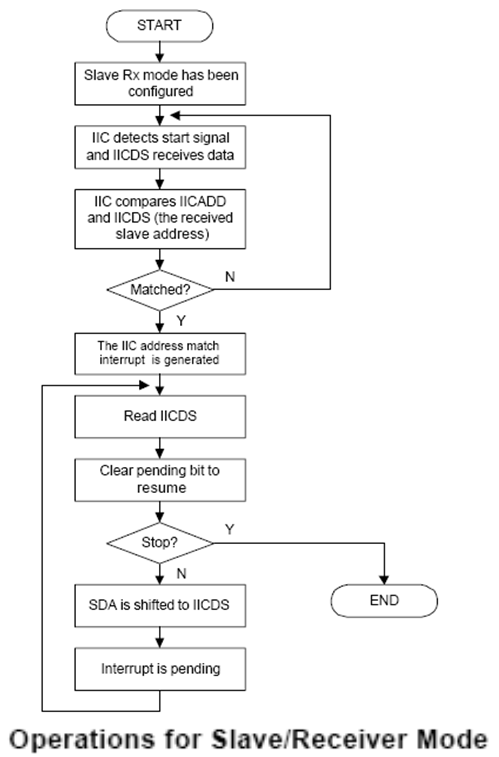 START
Slave Rx mode has been
configured
IIC detects start signal
and IICDS receives data
IIC compares IICADD
and IICDS (the received
slave address)
Matched?
N
Y
The IIC address match
interrupt is generated
Read IICDS
Clear pending bit to
resume
Stop?
Y
N
END
SDA is shifted to IICDS
Interrupt is pending
Operations for Slave/Receiver Mode